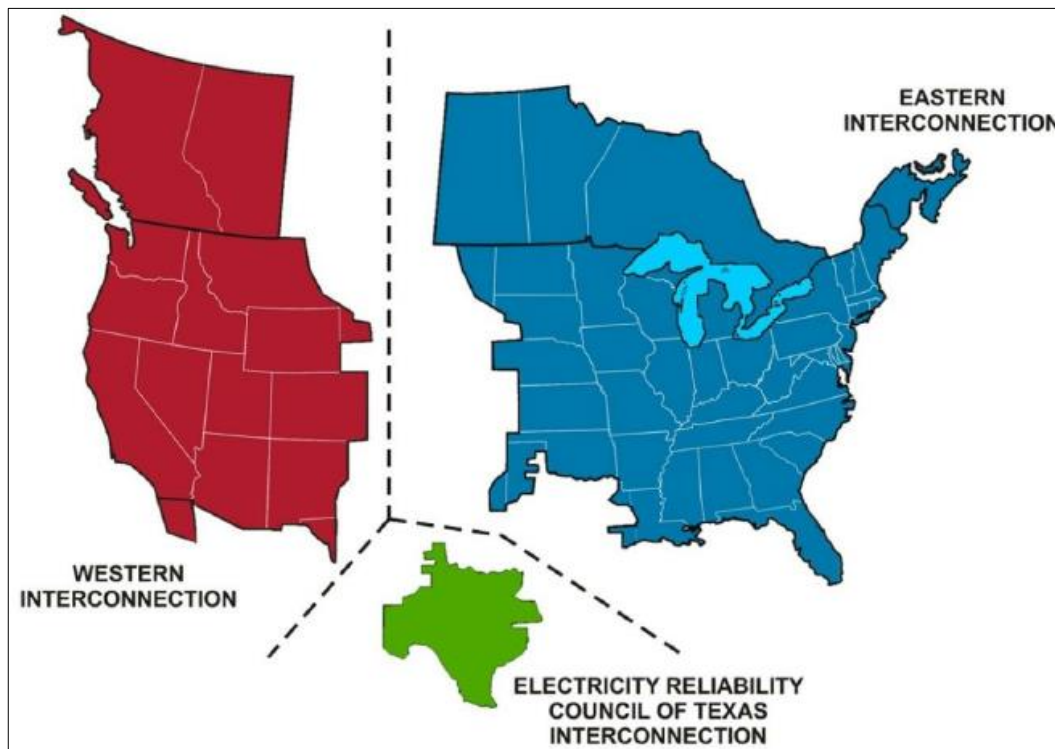 EASTERN
INTERCONNECTION
WESTERN
INTERCONNECTION
ELECTRICITY RELIABILITY
COUNCIL OF TEXAS
INTERCONNECTION